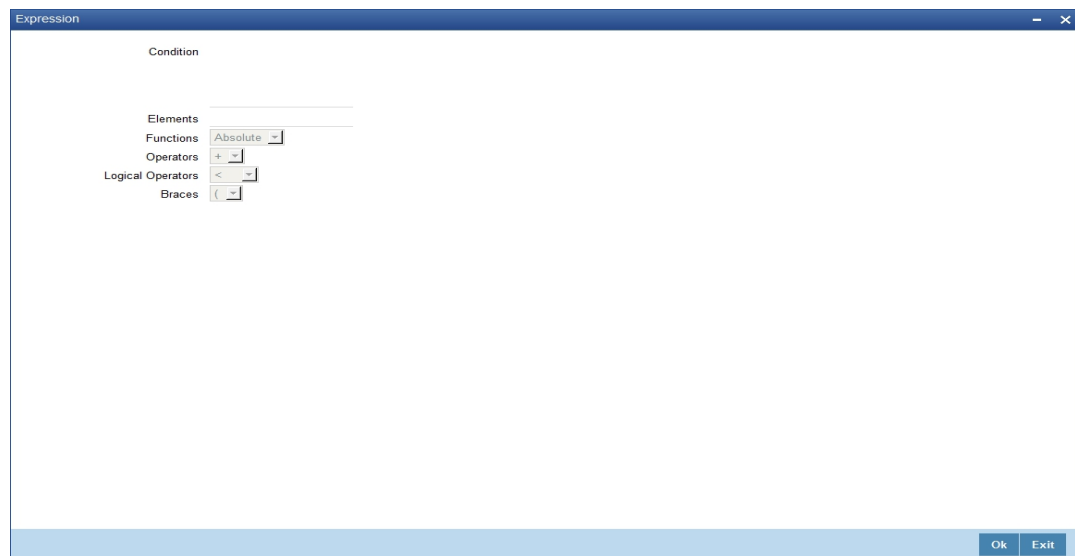 Expression
Condition
Elements
Functions Absolute
Operators +
Logical Operators <
Braces (
Ok Exit